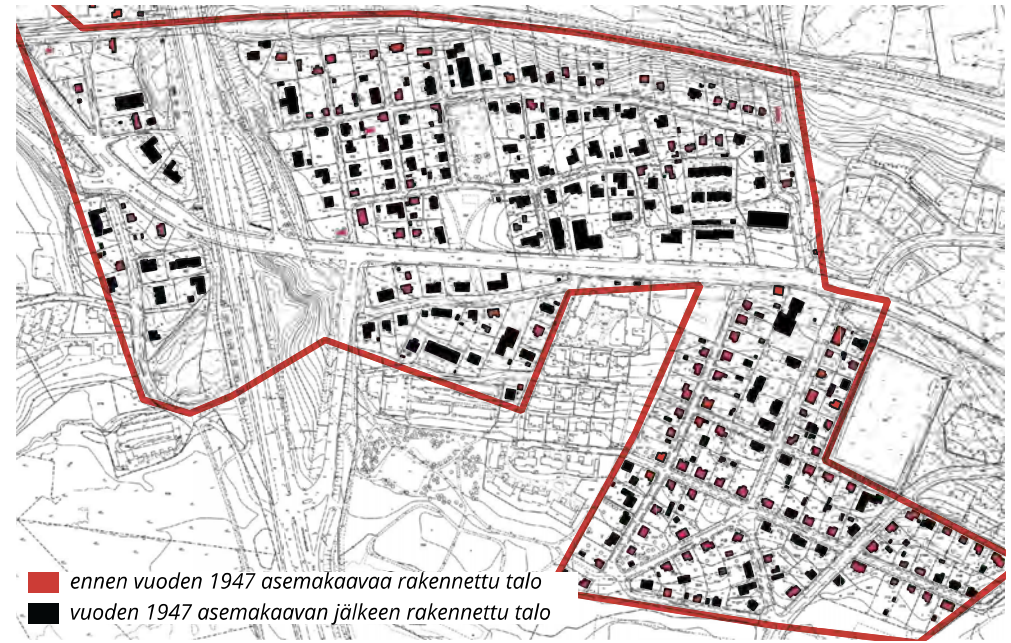 ennen vuoden 1947 asemakaavaa rakennettu talo
vuoden 1947 asemakaavan jälkeen rakennettu talo